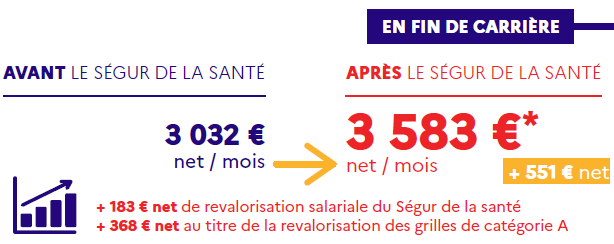 EN FIN DE CARRIÈRE
AVANT LE SÉGUR DE LA SANTÉ
APRÈS LE SÉGUR DE LA SANTÉ
3 032 €
net / mois
3 583 €*
net / mois
+ 551 € net
+ 183 € net de revalorisation salariale du Ségur de la santé
+ 368 € net au titre de la revalorisation des grilles de catégorie A